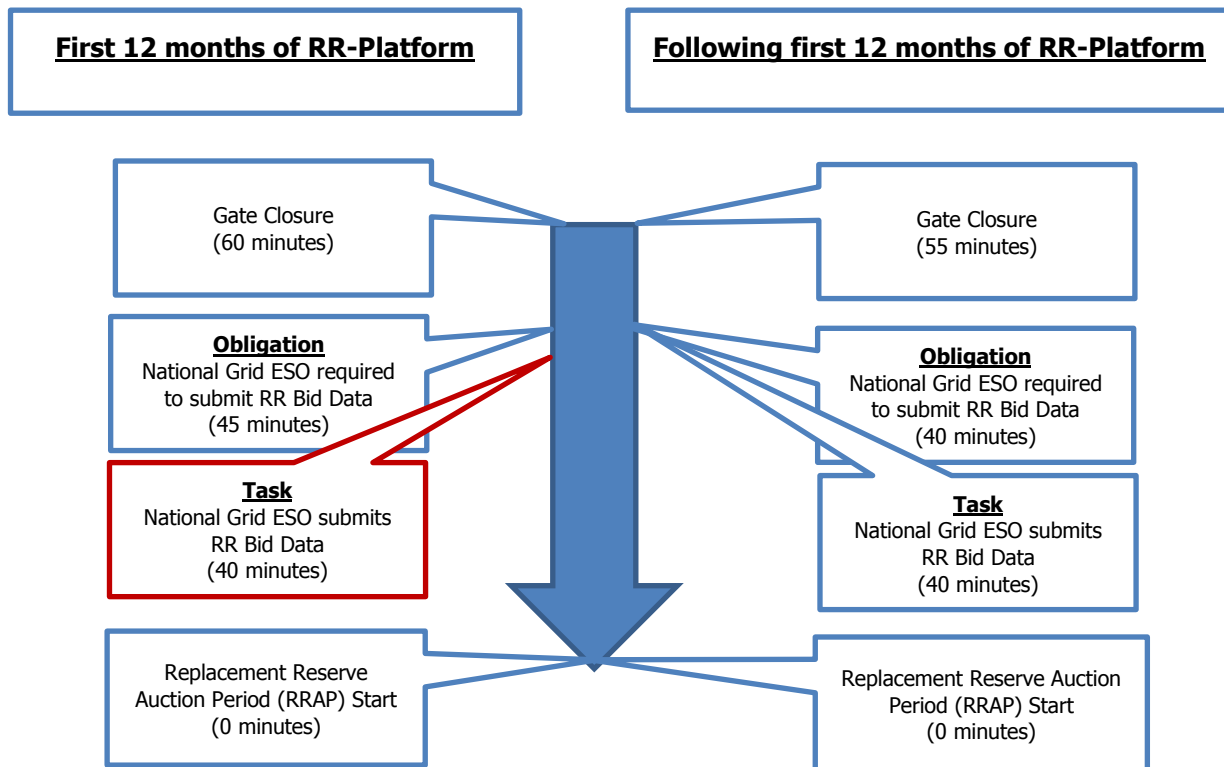 First 12 months of RR-Platform
Following first 12 months of RR-Platform
Gate Closure
(60 minutes)
Gate Closure
(55 minutes)
Obligation
National Grid ESO required
to submit RR Bid Data
(45 minutes)
Obligation
National Grid ESO required
to submit RR Bid Data
(40 minutes)
Task
National Grid ESO submits
RR Bid Data
(40 minutes)
Task
National Grid ESO submits
RR Bid Data
(40 minutes)
Replacement Reserve
Auction Period (RRAP) Start
(0 minutes)
Replacement Reserve Auction
Period (RRAP) Start
(0 minutes)